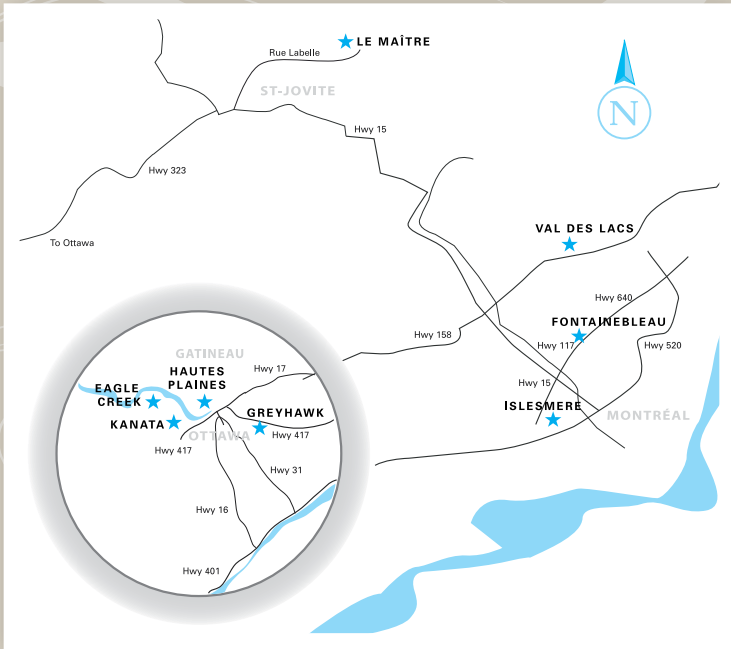 LE MAÎTRE
Rue Labelle
ST-JOVITE
N
Hwy 15
Hwy 323
To Ottawa
VAL DES LACS
Hwy 640
FONTAINEBLEAU
Hwy 158
Hwy 117
Hwy 520
Hwy 15
ISLESMERE
MONTRÉAL
GATINEAU
Hwy 17
HAUTES
PLAINES
EAGLE
CREEK
KANATA
GREYHAWK
OTTAWA
Hwy 417
Hwy 417
Hwy 31
Hwy 16
Hwy 401